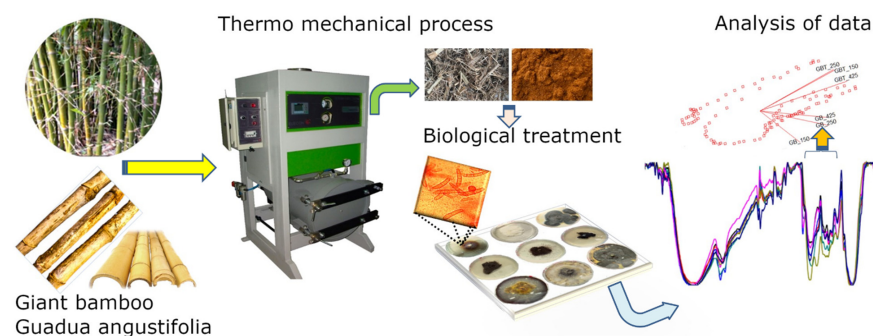 Thermo mechanical process
Analysis of data
GBT_250
GBT_150
GBT_425
GB_425
GB_250
GB_150
Biological treatment
Giant bamboo
Guadua angustifolia